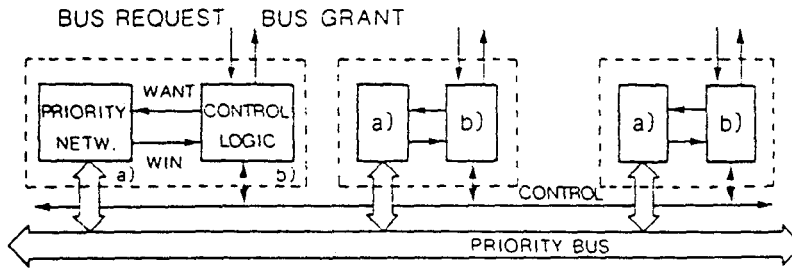 BUS REQUEST BUS GRANT
PRIORITY
NETW.
WANT
WIN
CONTROL
LOGIC
a)
b)
a)
b)
a)
b)
CONTROL
PRIORITY BUS